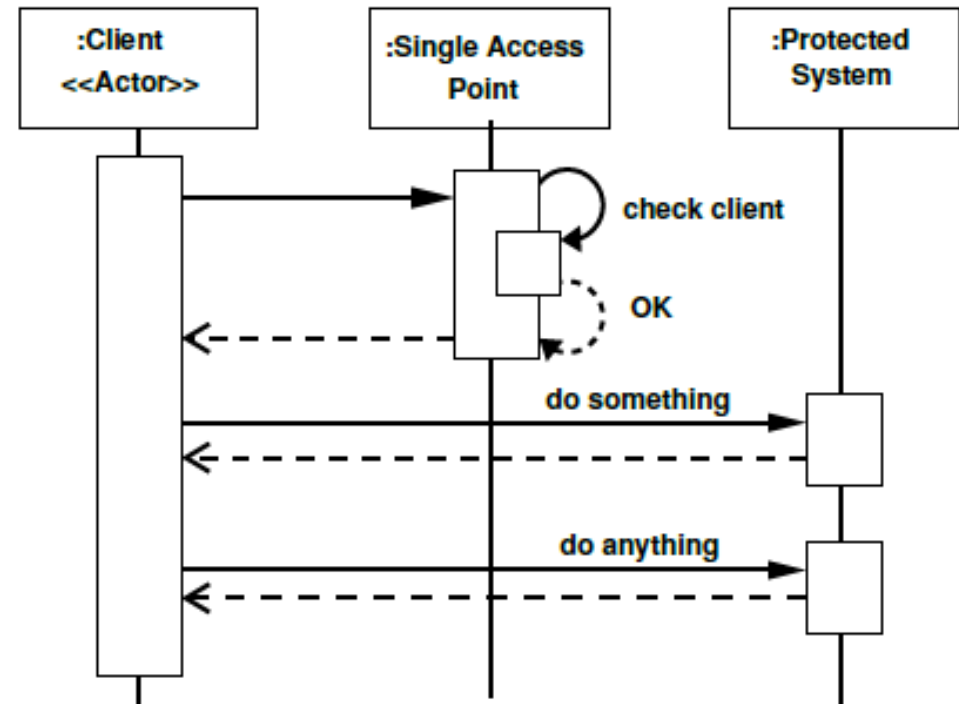 :Client
<<Actor>>
:Single Access
Point
:Protected
System
check client
OK
do something
do anything